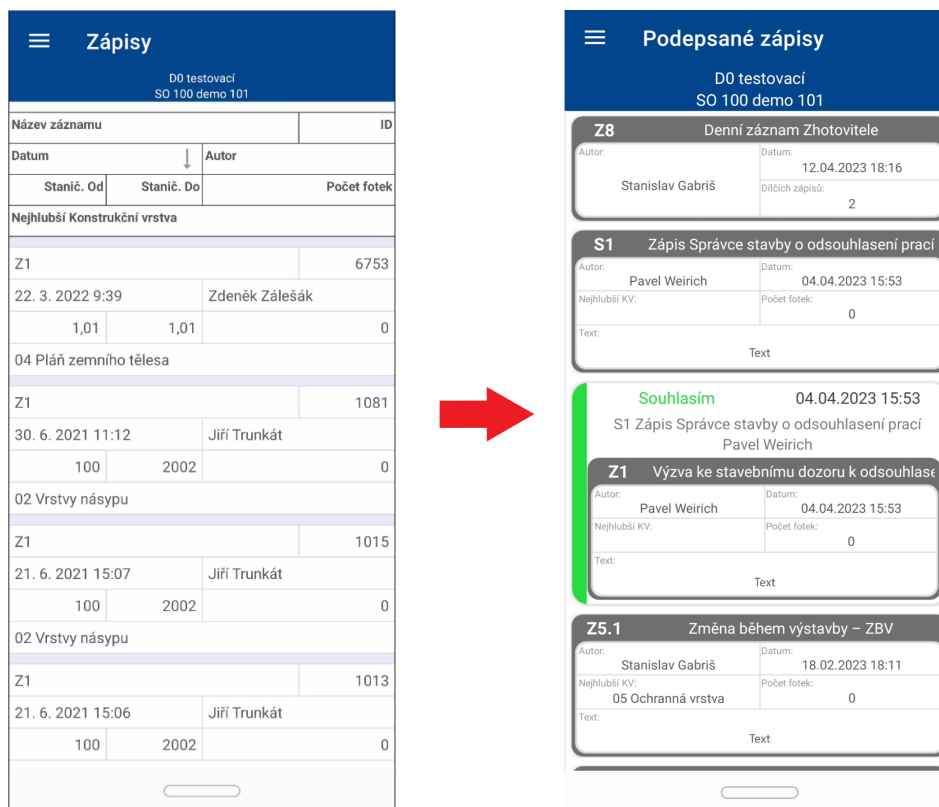 Zápisy
D0 testovací
SO 100 demo 101
Název záznamu ID
Datum Autor
Stanič. Od Stanič. Do Počet fotek
Nejhlubší Konstrukční vrstva
Z1 6753
22. 3. 2022 9:39 Zdeněk Zálešák
1,01 1,01 0
04 Pláň zemního tělesa
Z1 1081
30. 6. 2021 11:12 Jiří Trunkát
100 2002 0
02 Vrstvy násypu
Z1 1015
21. 6. 2021 15:07 Jiří Trunkát
100 2002 0
02 Vrstvy násypu
Z1 1013
21. 6. 2021 15:06 Jiří Trunkát
100 2002 0
Podepsané zápisy
D0 testovací
SO 100 demo 101
Z8 Denní záznam Zhotovitele
Autor: Datum:
12.04.2023 18:16
Stanislav Gabriš
Dílčích zápisů:
2
S1 Zápis Správce stavby o odsouhlasení prací
Autor: Datum:
Pavel Weirich 04.04.2023 15:53
Nejhlubší KV: Počet fotek:
0
Text:
Text
Souhlasím 04.04.2023 15:53
S1 Zápis Správce stavby o odsouhlasení prací
Pavel Weirich
Z1 Výzva ke stavebnímu dozoru k odsouhlase
Autor: Datum:
Pavel Weirich 04.04.2023 15:53
Nejhlubší KV: Počet fotek:
0
Text:
Text
Z5.1 Změna během výstavby – ZBV
Autor: Datum:
Stanislav Gabriš 18.02.2023 18:11
Nejhlubší KV: Počet fotek:
05 Ochranná vrstva 0
Text:
Text